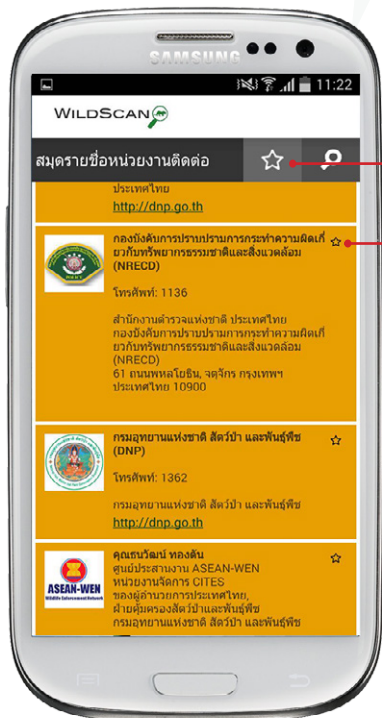 SAMSUNG
11:22
WILDSCAN
สมุดรายชื่อหน่วยงานติดต่อ
ประเทศไทย
http://dnp.go.th
กองบังคับการปราบปรามการกระทำความผิดเกี่
ยวกับทรัพยากรธรรมชาติและสิ่งแวดล้อม
(NRECD)
โทรศัพท์: 1136
สำนักงานตำรวจแห่งชาติ ประเทศไทย
กองบังคับการปราบปรามการกระทำความผิดเกี่
ยวกับทรัพยากรธรรมชาติและสิ่งแวดล้อม
(NRECD)
61 ถนนพหลโยธิน, จตุจักร กรุงเทพฯ
ประเทศไทย 10900
กรมอุทยานแห่งชาติ สัตว์ป่า และพันธุ์พืช
(DNP)
โทรศัพท์: 1362
กรมอุทยานแห่งชาติ สัตว์ป่า และพันธุ์พืช
http://dnp.go.th
คุณธนวัฒน์ ทองตัน
ศูนย์ประสานงาน ASEAN-WEN
หน่วยงานจัดการ CITES
ของผู้อำนวยการประเทศไทย,
ฝ่ายคุ้มครองสัตว์ป่าและพันธุ์พืช
กรมอุทยานแห่งชาติ สัตว์ป่า และพันธุ์พืช
ASEAN-WEN
Wildlife Enforcement Network